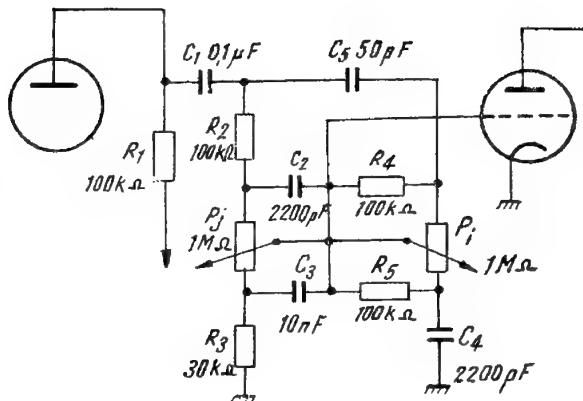 C₁ 0,1µF
C₅ 50pF
R₁
100kΩ
R₂
100kΩ
C₂
2200pF
R₄
100kΩ
Pⱼ
1MΩ
Pᵢ
1MΩ
C₃
10nF
R₅
100kΩ
R₃
30kΩ
C₄
2200pF